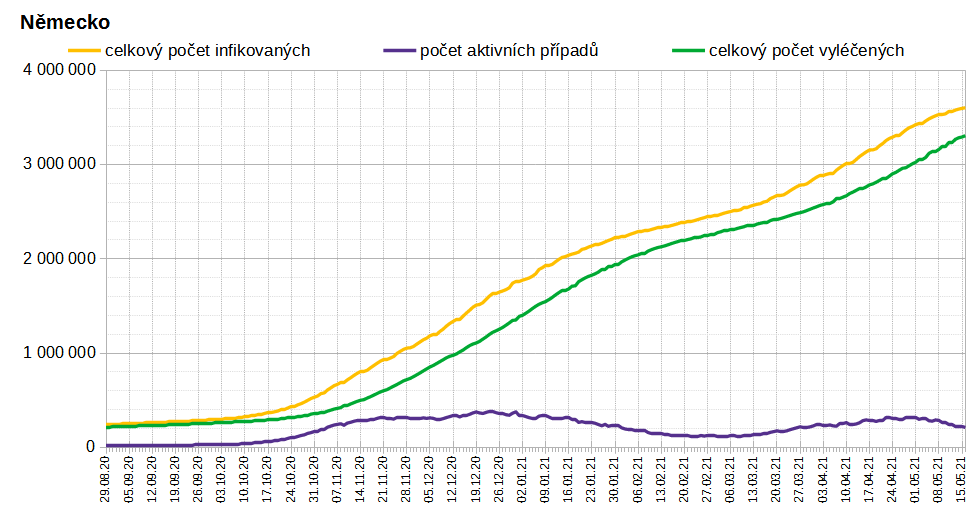 Německo
celkový počet infikovaných počet aktivních případů celkový počet vyléčených
4 000 000
3 000 000
2 000 000
1 000 000
0
29.08.20 05.09.20 12.09.20 19.09.20 26.09.20 03.10.20 10.10.20 17.10.20 24.10.20 31.10.20 07.11.20 14.11.20 21.11.20 28.11.20 05.12.20 12.12.20 19.12.20 26.12.20 02.01.21 09.01.21 16.01.21 23.01.21 30.01.21 06.02.21 13.02.21 20.02.21 27.02.21 06.03.21 13.03.21 20.03.21 27.03.21 03.04.21 10.04.21 17.04.21 24.04.21 01.05.21 08.05.21 15.05.21